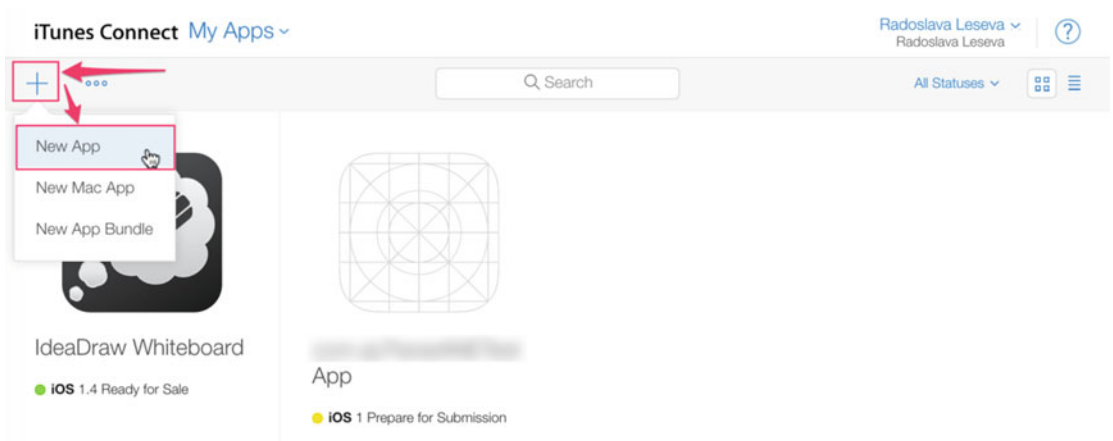 iTunes Connect My Apps
Radoslava Leseva
Radoslava Leseva
?
Search
All Statuses
New App
New Mac App
New App Bundle
IdeaDraw Whiteboard
iOS 1.4 Ready for Sale
App
iOS 1 Prepare for Submission